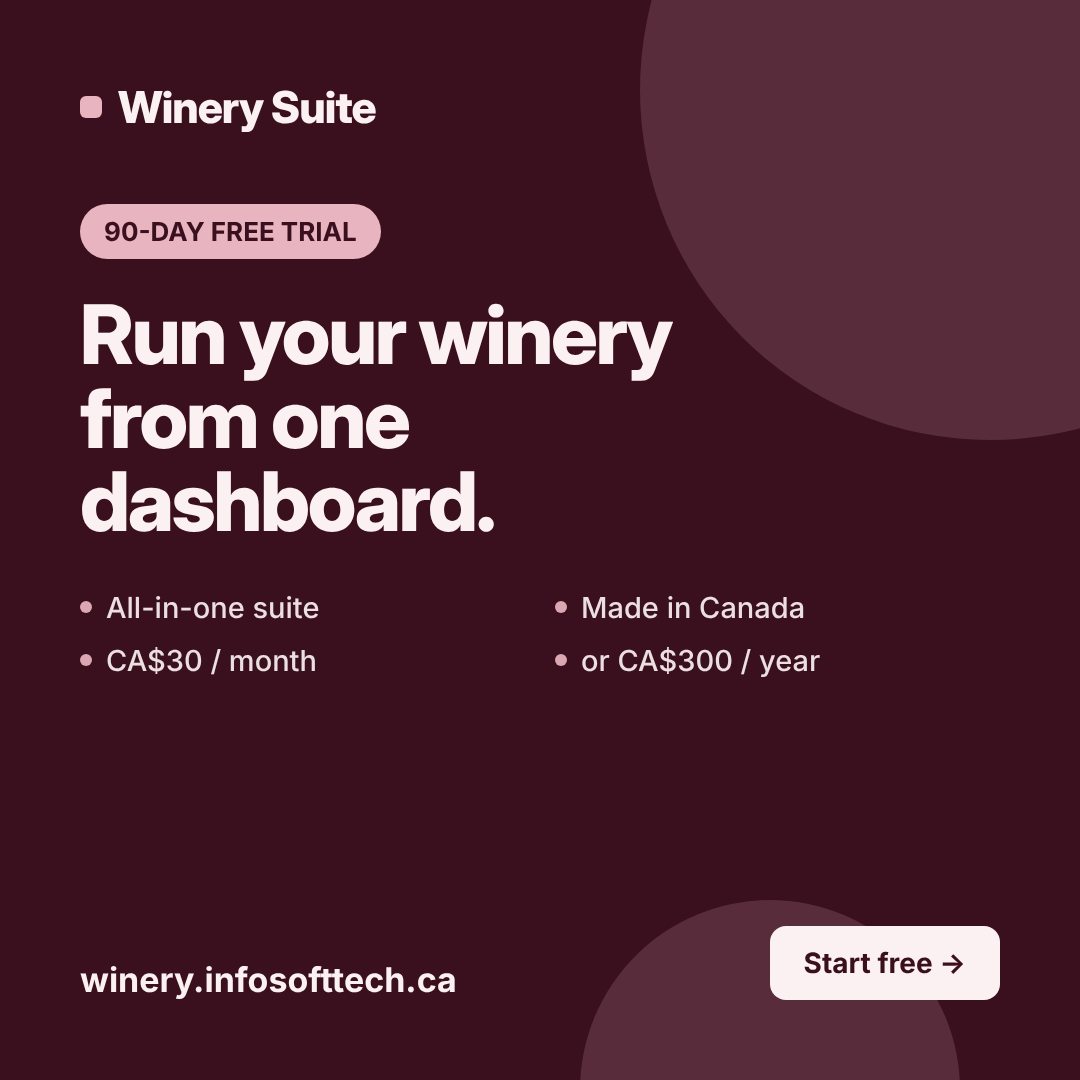 Winery Suite
90-DAY FREE TRIAL
Run your winery
from one
dashboard.
All-in-one suite
Made in Canada
CA$30 / month
or CA$300 / year
winery.infosofttech.ca
Start free →